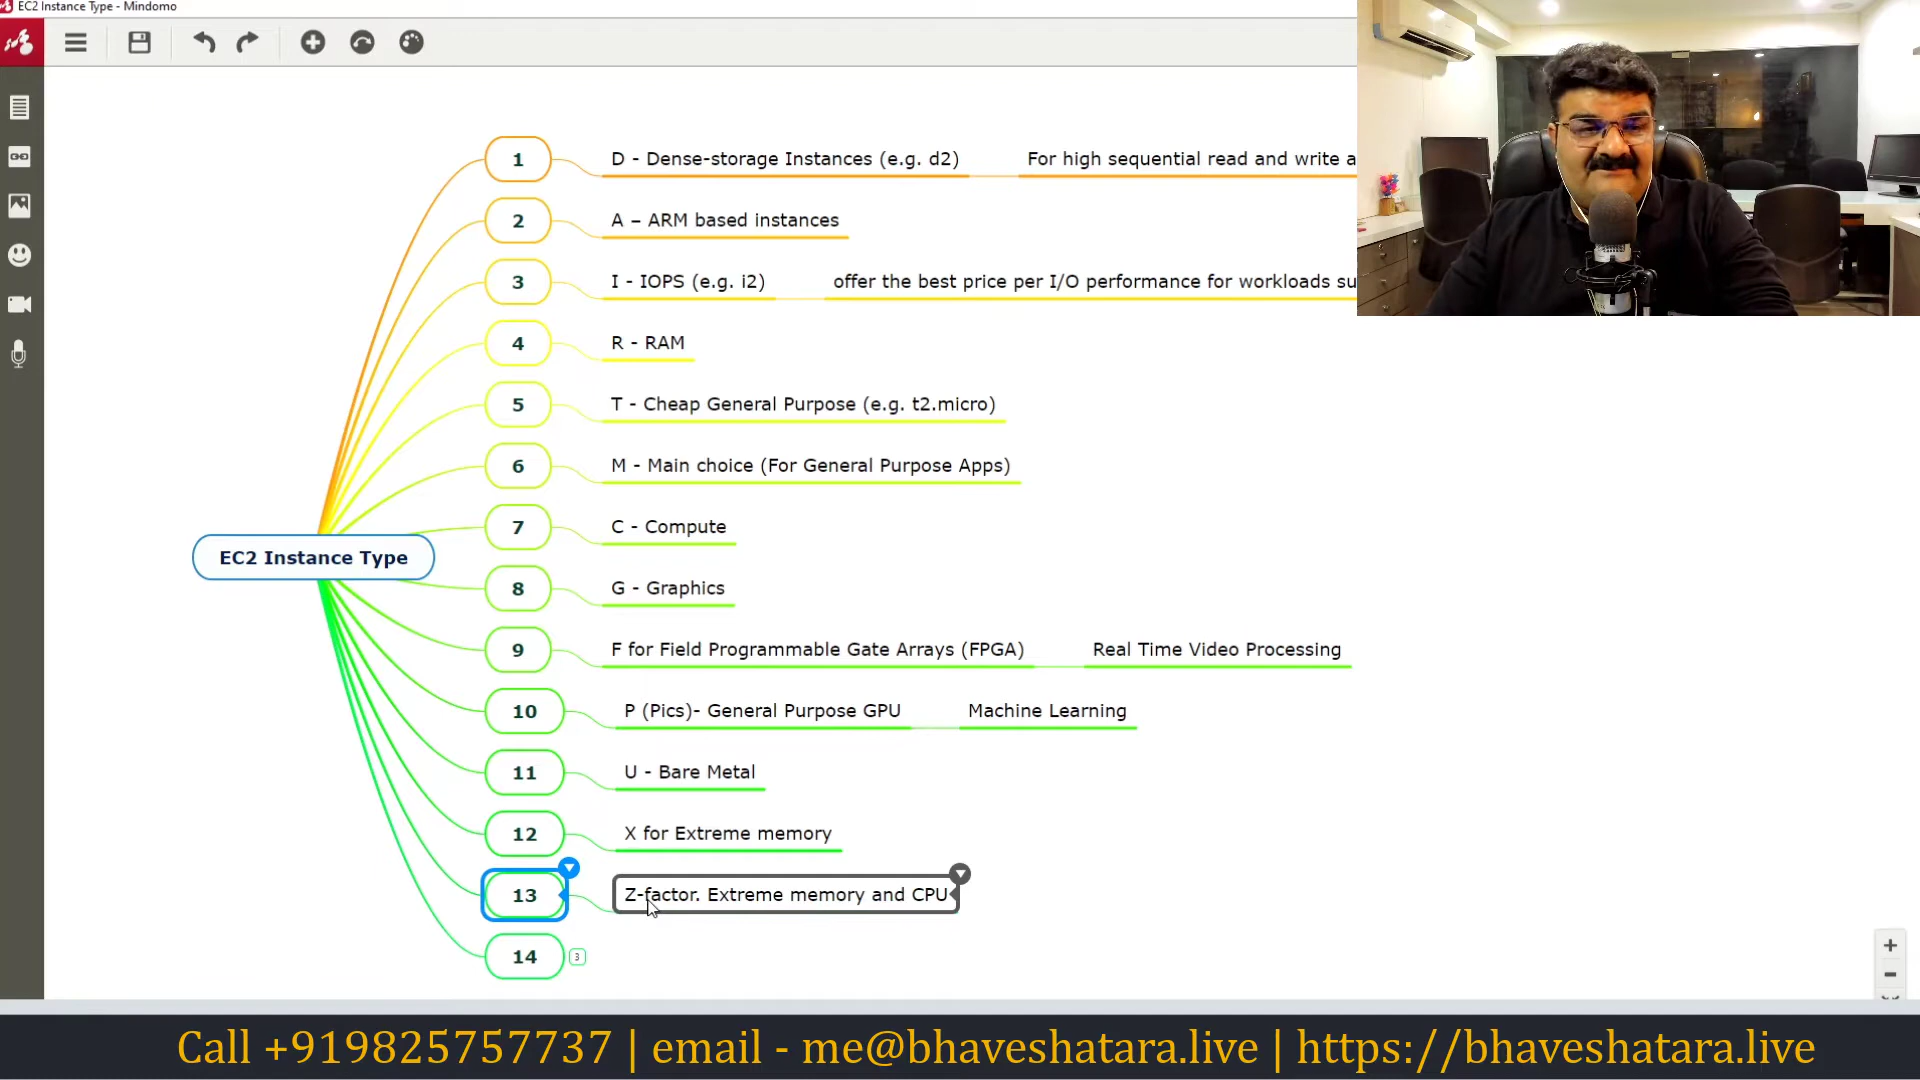 EC2 Instance Type - Mindomo
1
D - Dense-storage Instances (e.g. d2)
For high sequential read and write a
2
A – ARM based instances
3
I - IOPS (e.g. i2)
offer the best price per I/O performance for workloads su
4
R - RAM
5
T - Cheap General Purpose (e.g. t2.micro)
6
M - Main choice (For General Purpose Apps)
7
C - Compute
EC2 Instance Type
8
G - Graphics
9
F for Field Programmable Gate Arrays (FPGA)
Real Time Video Processing
10
P (Pics)- General Purpose GPU
Machine Learning
11
U - Bare Metal
12
X for Extreme memory
13
Z-factor. Extreme memory and CPU
14
3
Call +919825757737 | email - me@bhaveshatara.live | https://bhaveshatara.live